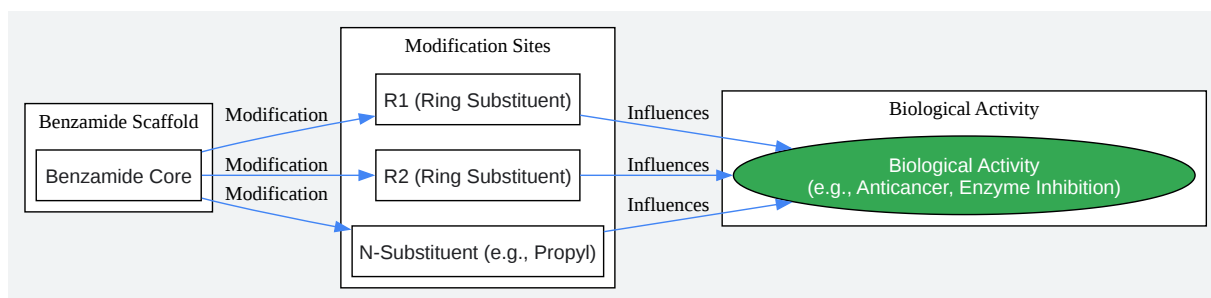 Benzamide Scaffold
Benzamide Core
Modification
Modification
Modification
Modification Sites
R1 (Ring Substituent)
R2 (Ring Substituent)
N-Substituent (e.g., Propyl)
Influences
Influences
Influences
Biological Activity
Biological Activity
(e.g., Anticancer, Enzyme Inhibition)